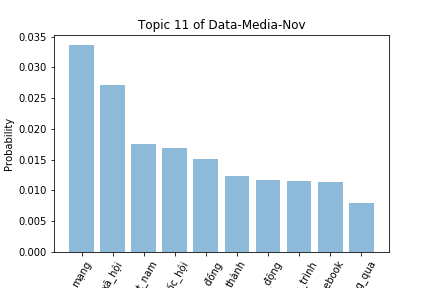 Topic 11 of Data-Media-Nov
0.035
0.030
0.025
0.020
0.015
0.010
0.005
0.000
Probability
mạng
xã_hội
t_nam
ốc_hội
đóng
thành
động
_trình
ebook
g_qua